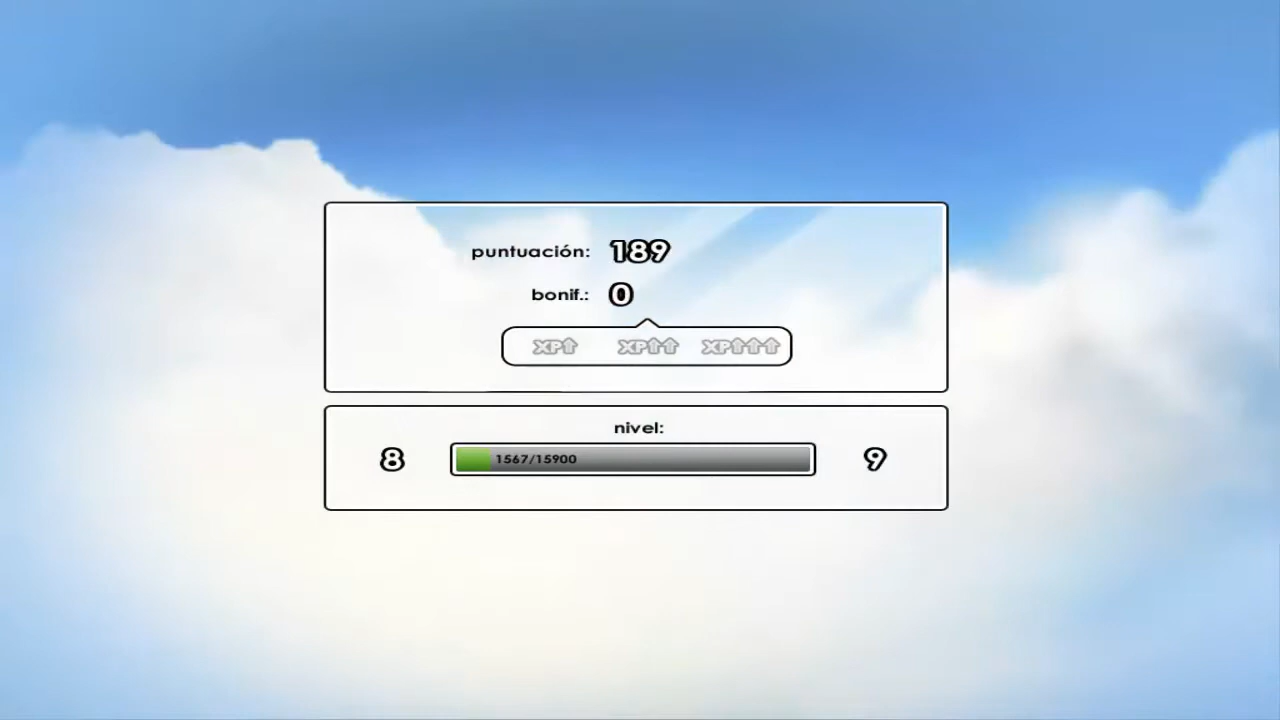 puntuación: 189
bonif.: 0
XP⇧ XP⇧⇧ XP⇧⇧⇧
nivel:
8 1567/15900 9